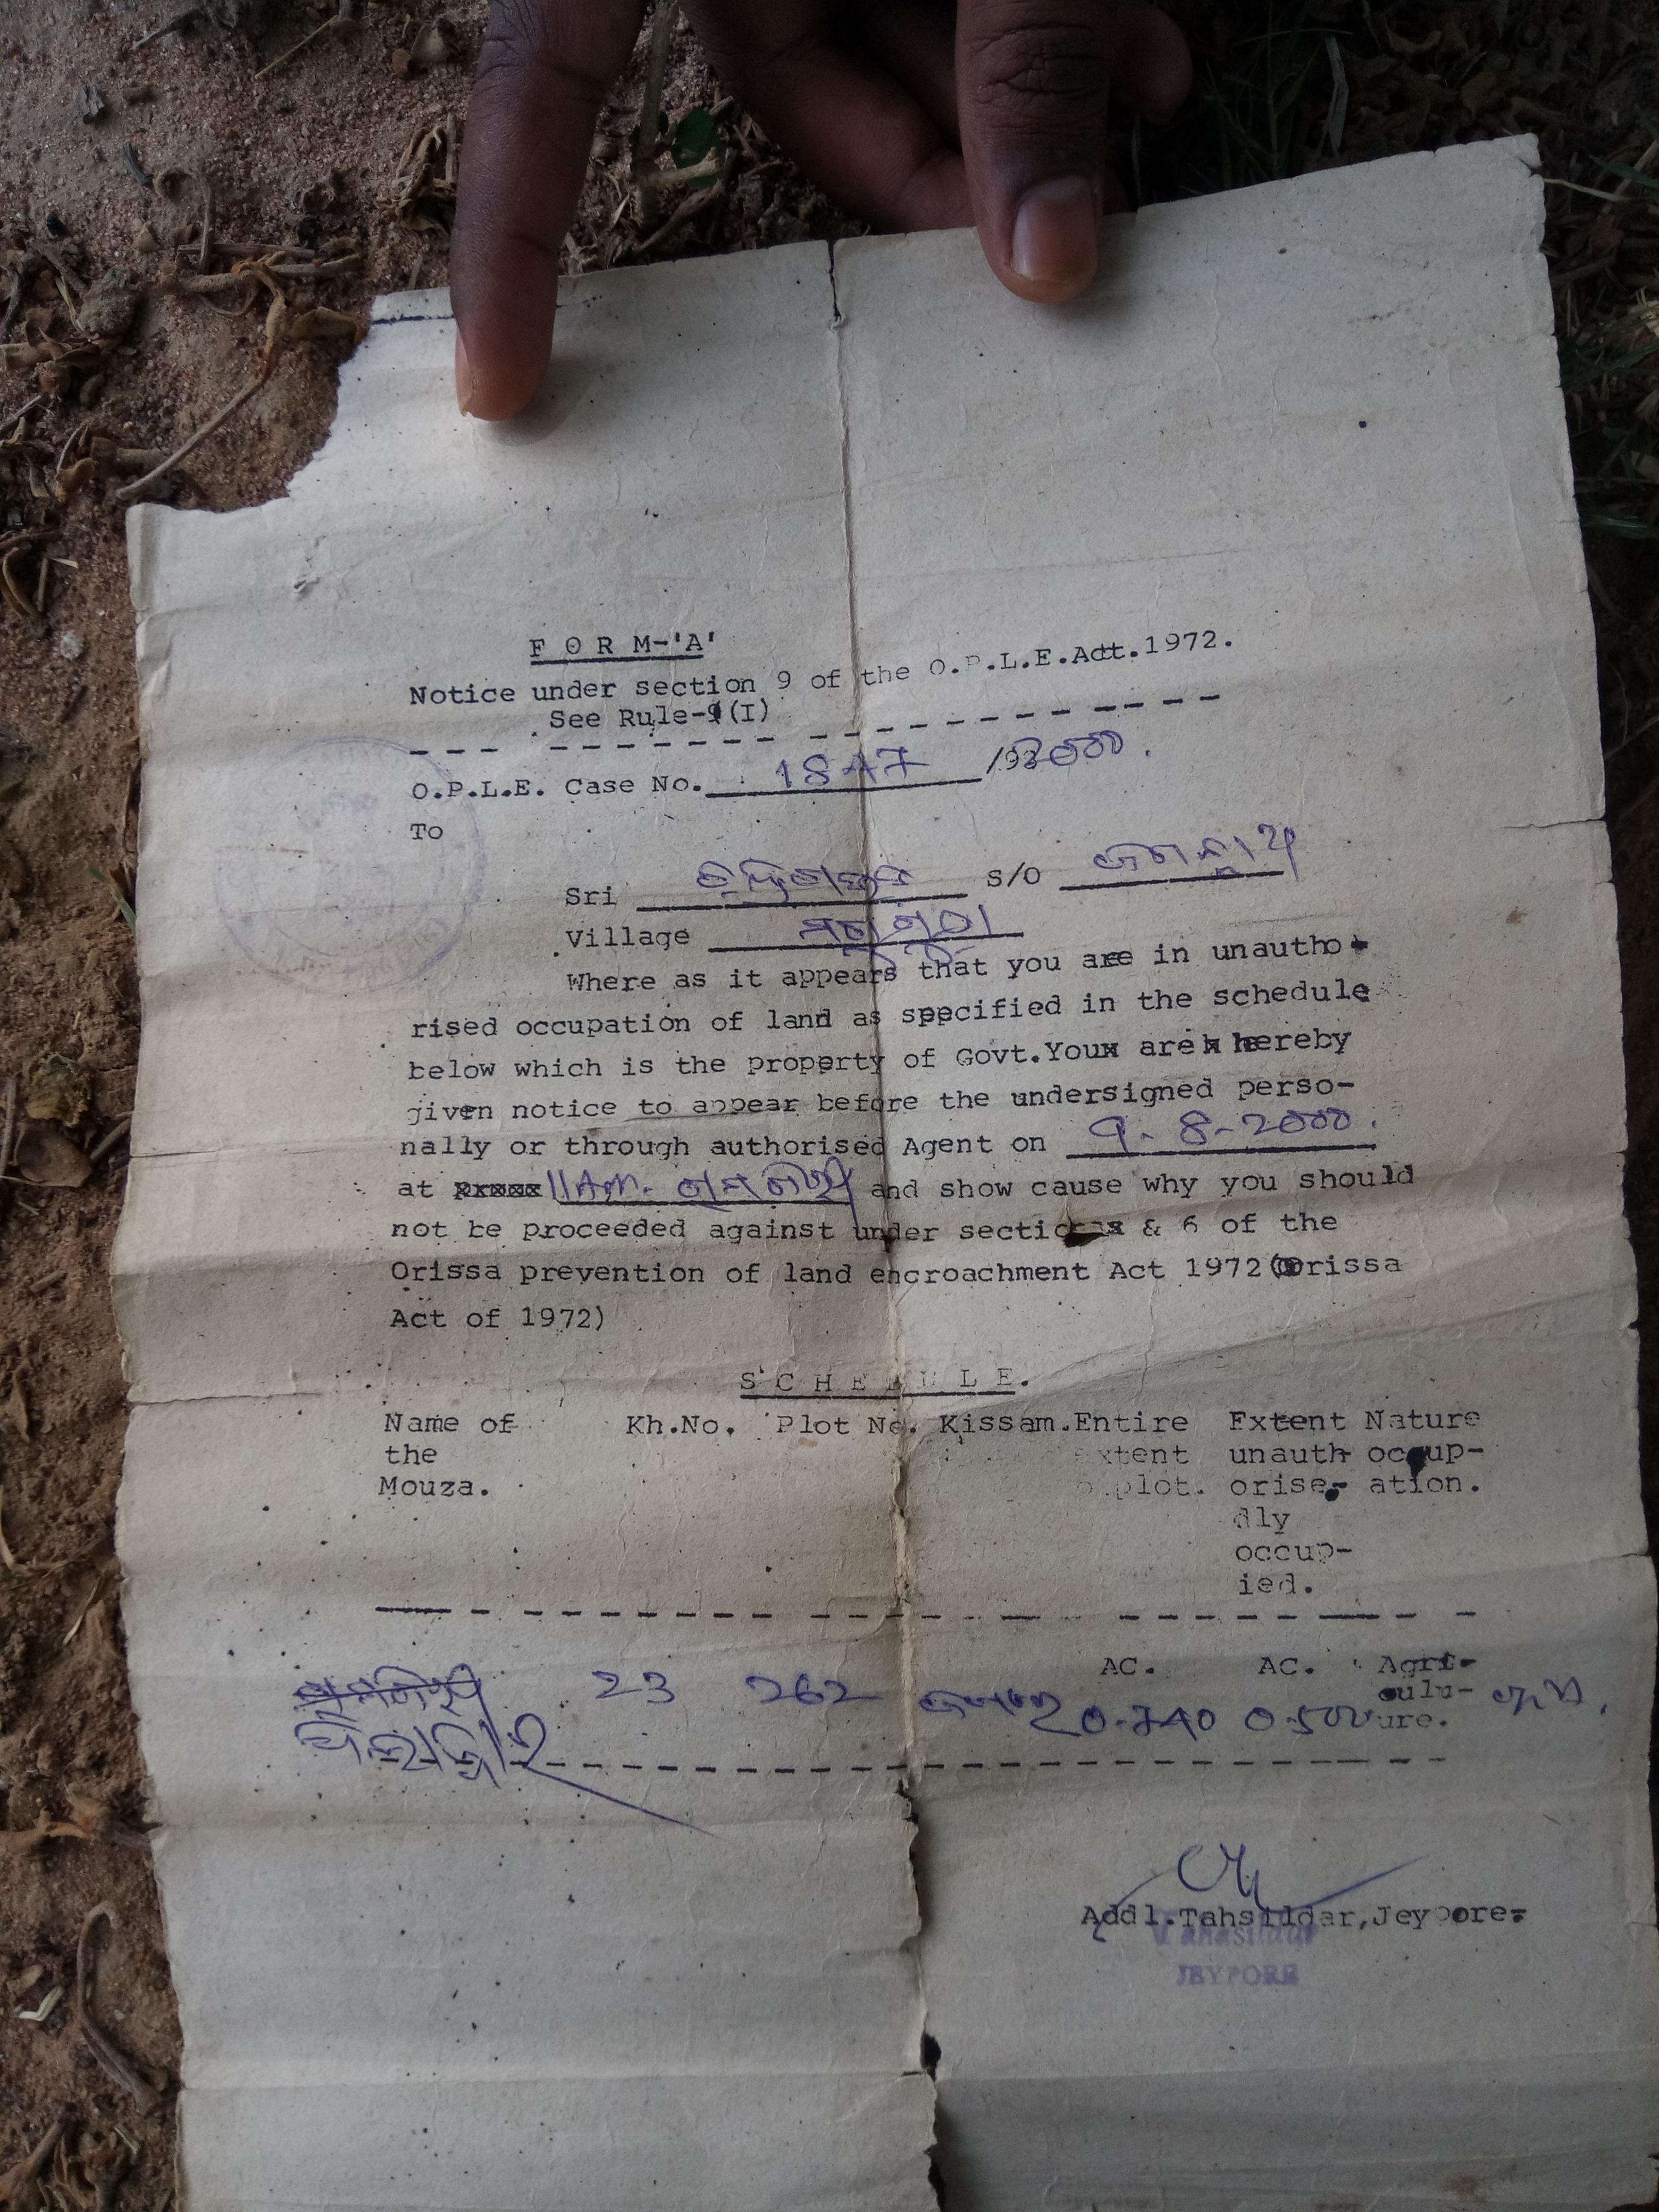 F O R M-'A'
Notice under section 9 of the O.P.L.E.Act.1972.
See Rule-9(I)
O.P.L.E. Case No. 1847 /2000.
To
Sri s/o ଜଗନ୍ନାଥ
Village
Where as it appears that you are in unautho-
rised occupation of land as specified in the schedule
below which is the property of Govt.You are hereby
given notice to appear before the undersigned perso-
nally or through authorised Agent on 9-8-2000.
at 11 Am. and show cause why you should
not be proceeded against under section & 6 of the
Orissa prevention of land encroachment Act 1972(Orissa
Act of 1972)
S C H E D U L E.
Name of Kh.No. Plot No. Kissam. Entire Extent Nature
the extent unauth- occup-
Mouza. plot. orise- ation.
dly
occup-
ied.
AC. AC. Agri-
23 262 culu-
0.740 0.500 ure.
Addl.Tahsildar,Jeypore.
Tahasildar
JEYPORE